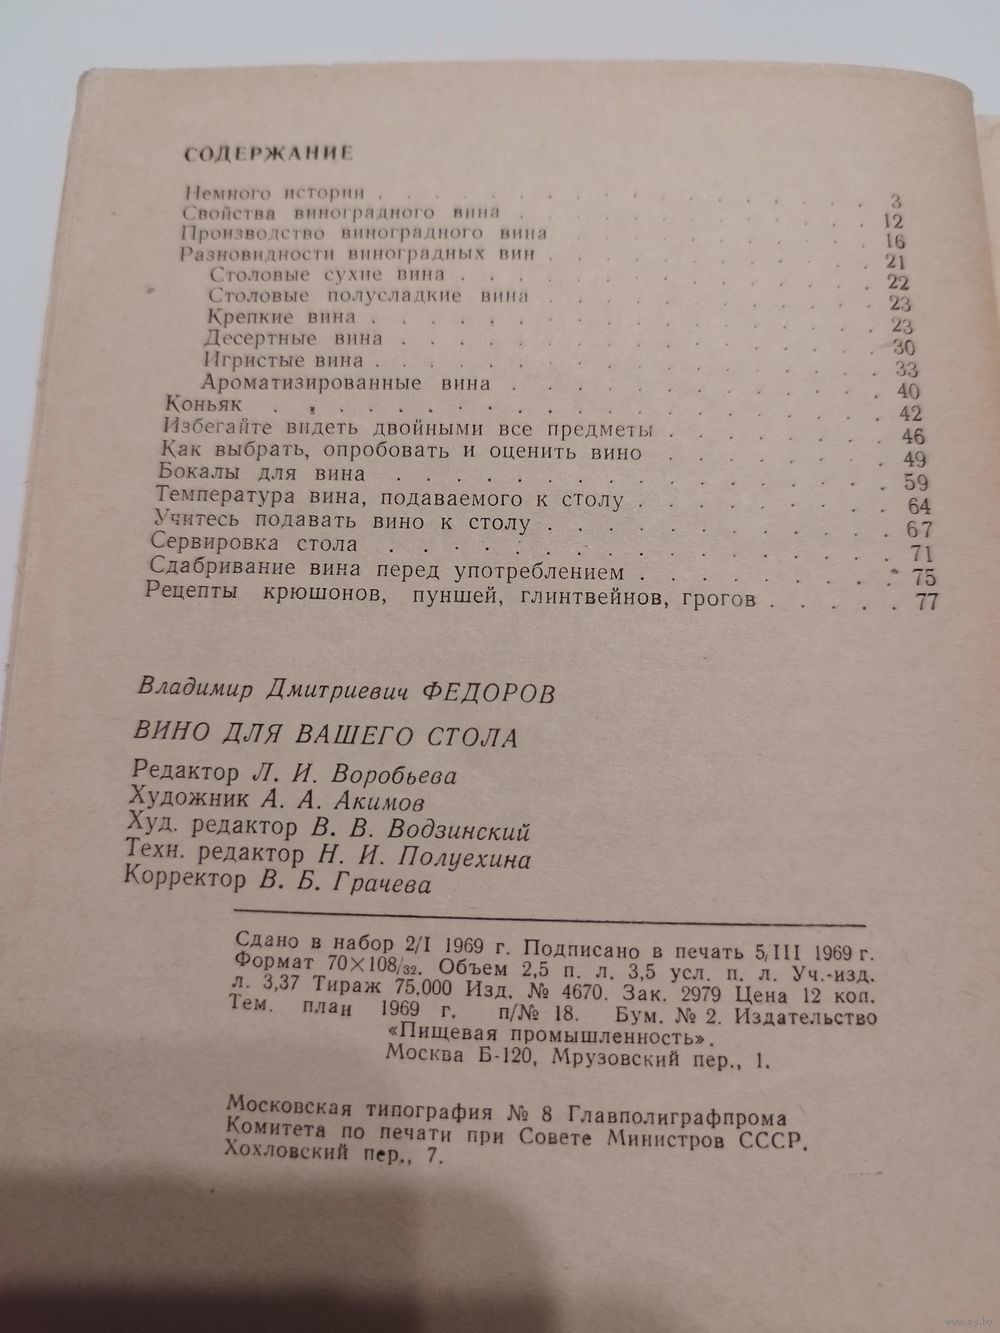 СОДЕРЖАНИЕ
Немного истории . . . . . . . . . . . . . 3
Свойства виноградного вина . . . . . . . . . 12
Производство виноградного вина . . . . . . . . 16
Разновидности виноградных вин . . . . . . . . 21
Столовые сухие вина . . . . . . . . . . 22
Столовые полусладкие вина . . . . . . . . 23
Крепкие вина . . . . . . . . . . . . 23
Десертные вина . . . . . . . . . . . 30
Игристые вина . . . . . . . . . . . . 33
Ароматизированные вина . . . . . . . . . 40
Коньяк . . . . . . . . . . . . . . . 42
Избегайте видеть двойными все предметы . . . . . 46
Как выбрать, опробовать и оценить вино . . . . . 49
Бокалы для вина . . . . . . . . . . . . 59
Температура вина, подаваемого к столу . . . . . . 64
Учитесь подавать вино к столу . . . . . . . . 67
Сервировка стола . . . . . . . . . . . . 71
Сдабривание вина перед употреблением . . . . . . 75
Рецепты крюшонов, пуншей, глинтвейнов, грогов . . . . . 77
Владимир Дмитриевич ФЕДОРОВ
ВИНО ДЛЯ ВАШЕГО СТОЛА
Редактор Л. И. Воробьева
Художник А. А. Акимов
Худ. редактор В. В. Водзинский
Техн. редактор Н. И. Полуехина
Корректор В. Б. Грачева
Сдано в набор 2/I 1969 г. Подписано в печать 5/III 1969 г.
Формат 70×108/32. Объем 2,5 п. л. 3,5 усл. п. л. Уч.-изд.
л. 3,37 Тираж 75.000 Изд. № 4670. Зак. 2979 Цена 12 коп.
Тем. план 1969 г. п/№ 18. Бум. № 2. Издательство
«Пищевая промышленность».
Москва Б-120, Мрузовский пер., 1.
Московская типография № 8 Главполиграфпрома
Комитета по печати при Совете Министров СССР.
Хохловский пер., 7.
www.ay.by